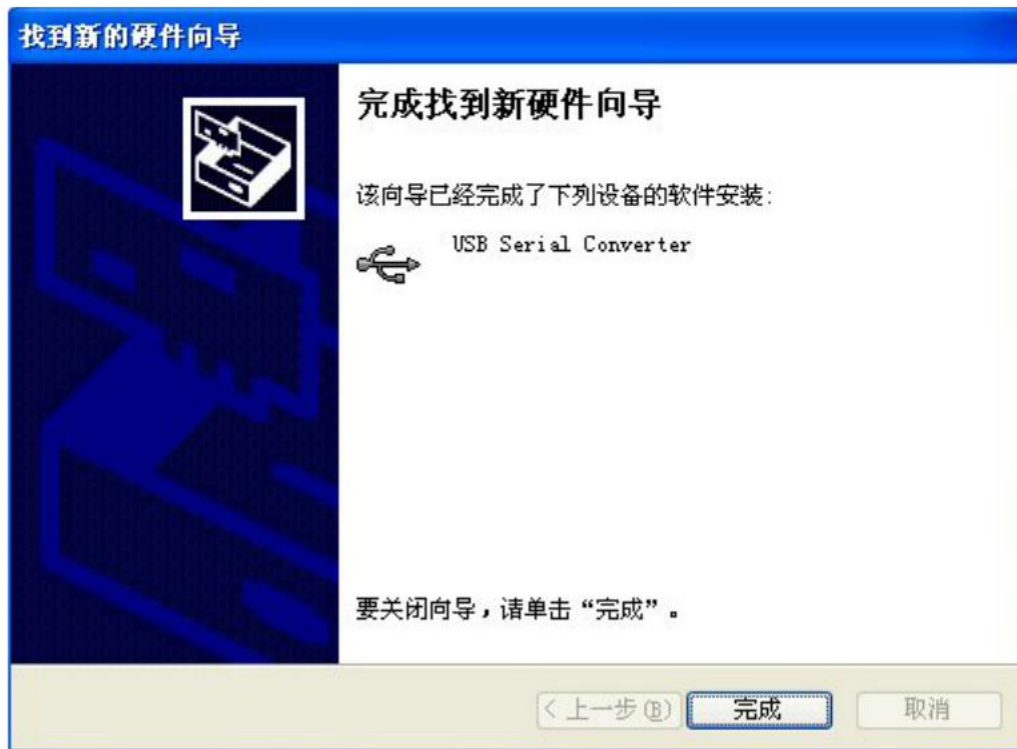 找到新的硬件向导
完成找到新硬件向导
该向导已经完成了下列设备的软件安装:
USB Serial Converter
要关闭向导，请单击“完成”。
< 上一步(B)
完成
取消